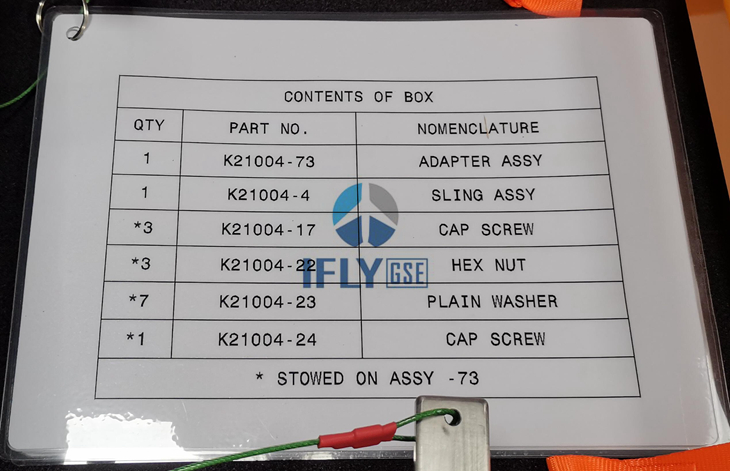 CONTENTS OF BOX
QTY PART NO. NOMENCLATURE
1 K21004-73 ADAPTER ASSY
1 K21004-4 SLING ASSY
*3 K21004-17 CAP SCREW
*3 K21004-22 HEX NUT
IFLY GSE
*7 K21004-23 PLAIN WASHER
*1 K21004-24 CAP SCREW
* STOWED ON ASSY -73